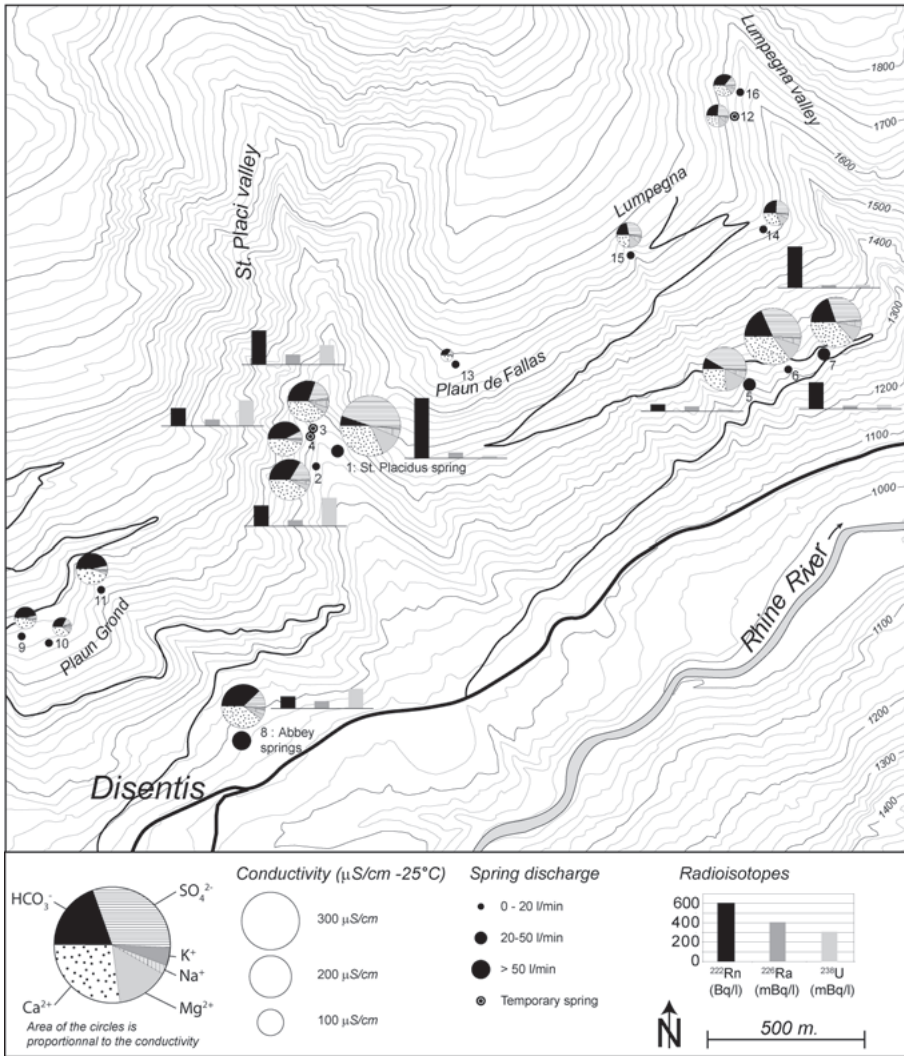 Lumpegna valley
1800
16
12
1700
1600
St. Placi valley
Lumpegna
1500
14
1400
15
1300
13
Plaun de Fallas
7
6
5
1200
1100
3
4
1: St. Placidus spring
2
1000
Rhine River
11
9
10
Plaun Grond
1100
8 : Abbey
springs
1200
Disentis
1300
1400
HCO₃⁻
SO₄²⁻
K⁺
Na⁺
Ca²⁺
Mg²⁺
Area of the circles is
proportionnal to the conductivity
Conductivity (µS/cm -25°C)
300 µS/cm
200 µS/cm
100 µS/cm
Spring discharge
0 - 20 l/min
20-50 l/min
> 50 l/min
Temporary spring
Radioisotopes
600
400
200
0
²²²Rn ²²⁶Ra ²³⁸U
(Bq/l) (mBq/l) (mBq/l)
N
500 m.